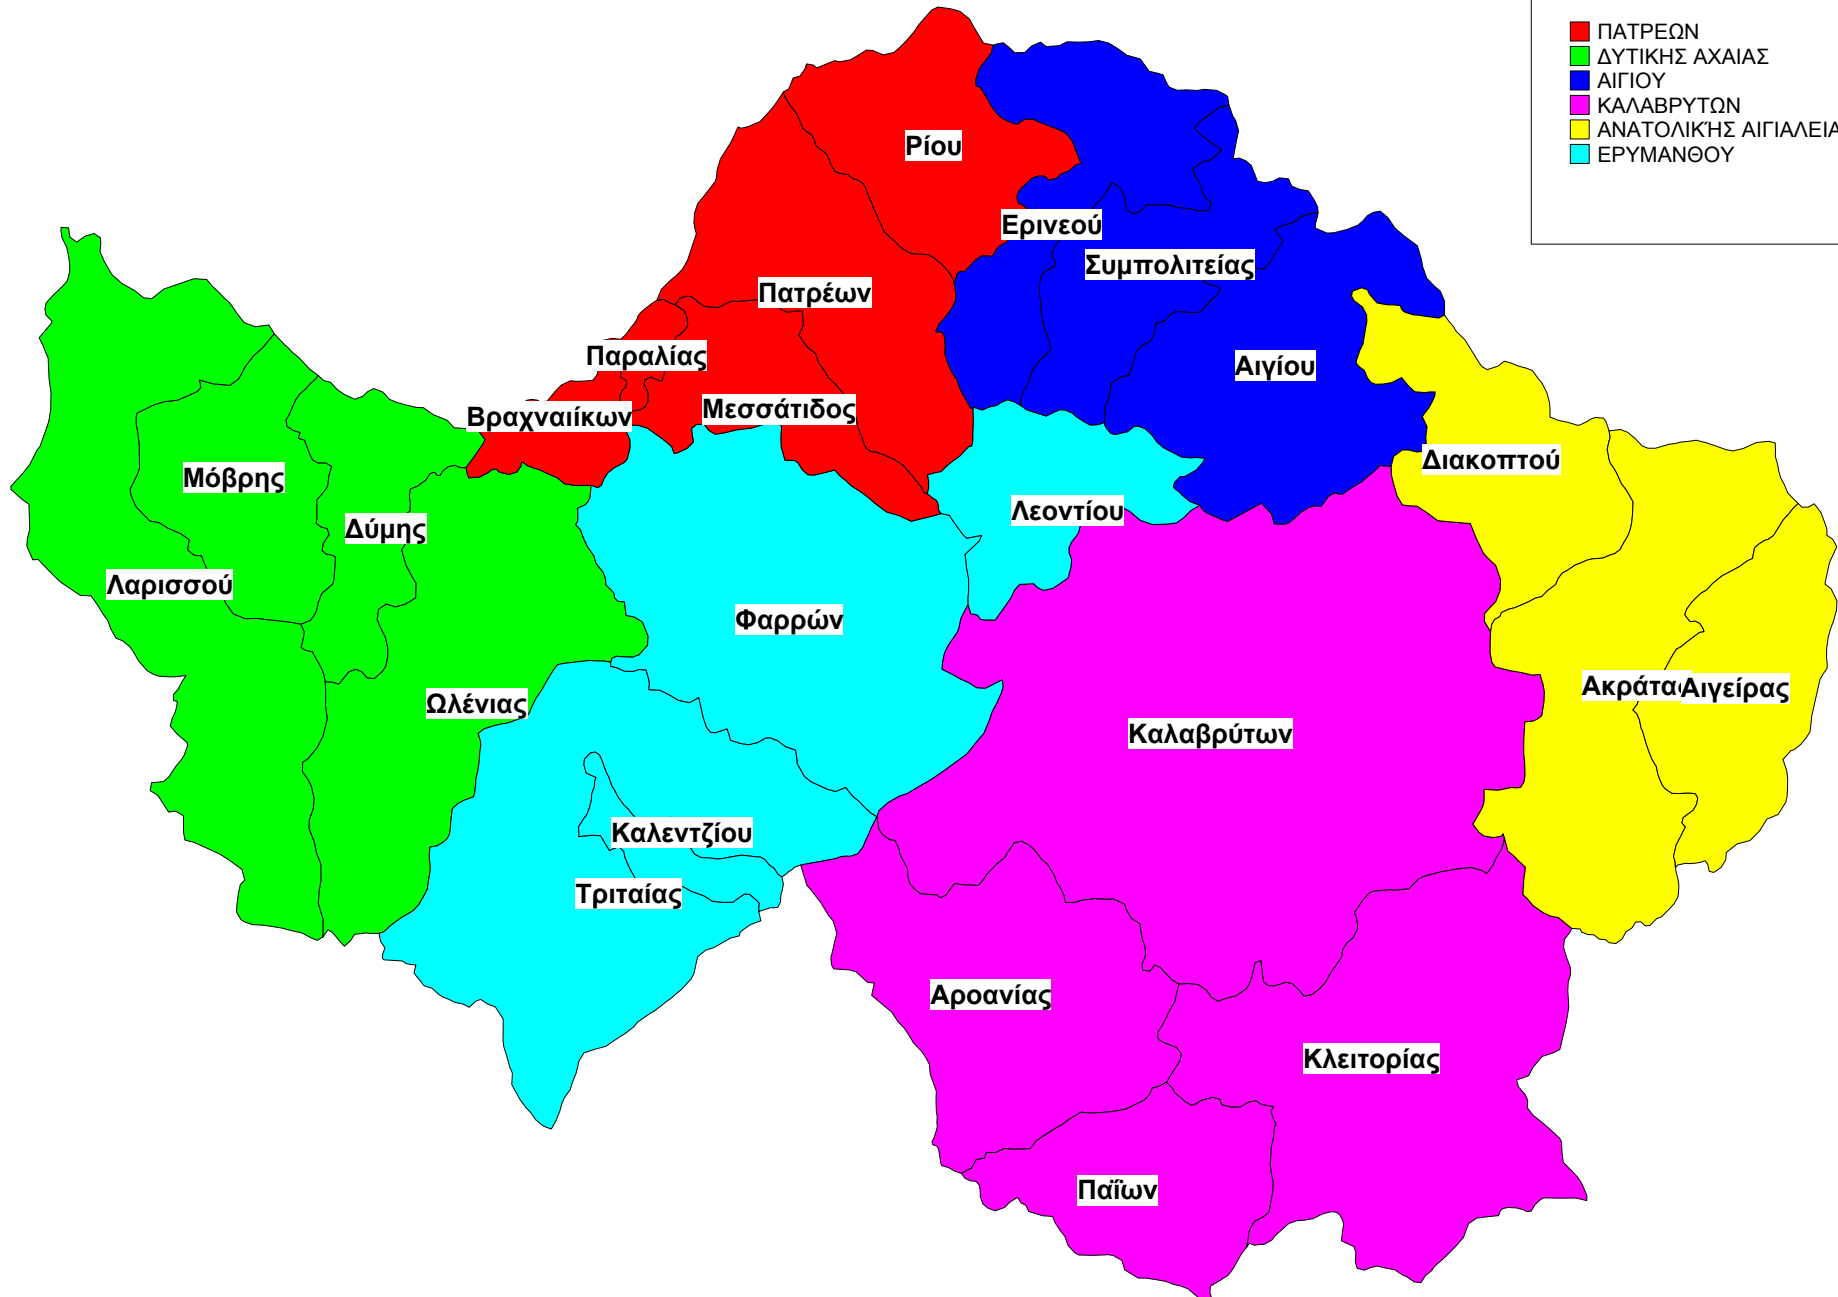 ΠΑΤΡΕΩΝ
ΔΥΤΙΚΗΣ ΑΧΑΙΑΣ
ΑΙΓΙΟΥ
ΚΑΛΑΒΡΥΤΩΝ
ΑΝΑΤΟΛΙΚΉΣ ΑΙΓΙΑΛΕΙΑ
ΕΡΥΜΑΝΘΟΥ
Ρίου
Ερινεού
Συμπολιτείας
Πατρέων
Παραλίας
Αιγίου
Μεσσάτιδος
Βραχναιίκων
Διακοπτού
Μόβρης
Λεοντίου
Δύμης
Λαρισσού
Φαρρών
Ακράτας
Αιγείρας
Ωλένιας
Καλαβρύτων
Καλεντζίου
Τριταίας
Αροανίας
Κλειτορίας
Παΐων